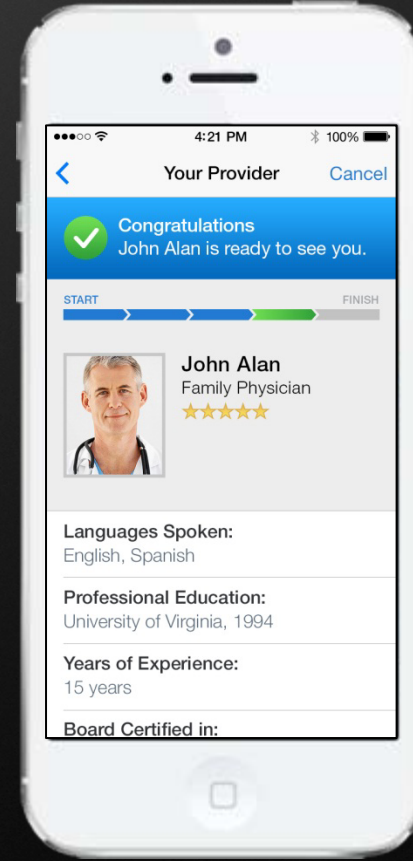 4:21 PM 100%
Your Provider Cancel
Congratulations
John Alan is ready to see you.
START FINISH
John Alan
Family Physician
Languages Spoken:
English, Spanish
Professional Education:
University of Virginia, 1994
Years of Experience:
15 years
Board Certified in: